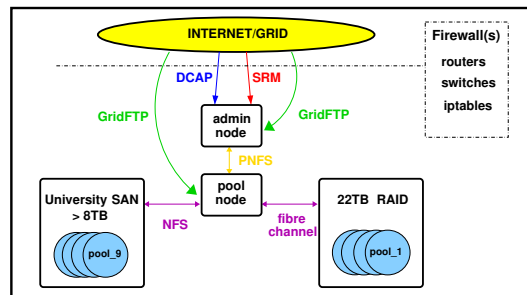 INTERNET/GRID
Firewall(s)
routers
switches
iptables
DCAP
SRM
GridFTP
GridFTP
admin
node
PNFS
pool
node
University SAN
> 8TB
pool_9
NFS
fibre
channel
22TB RAID
pool_1